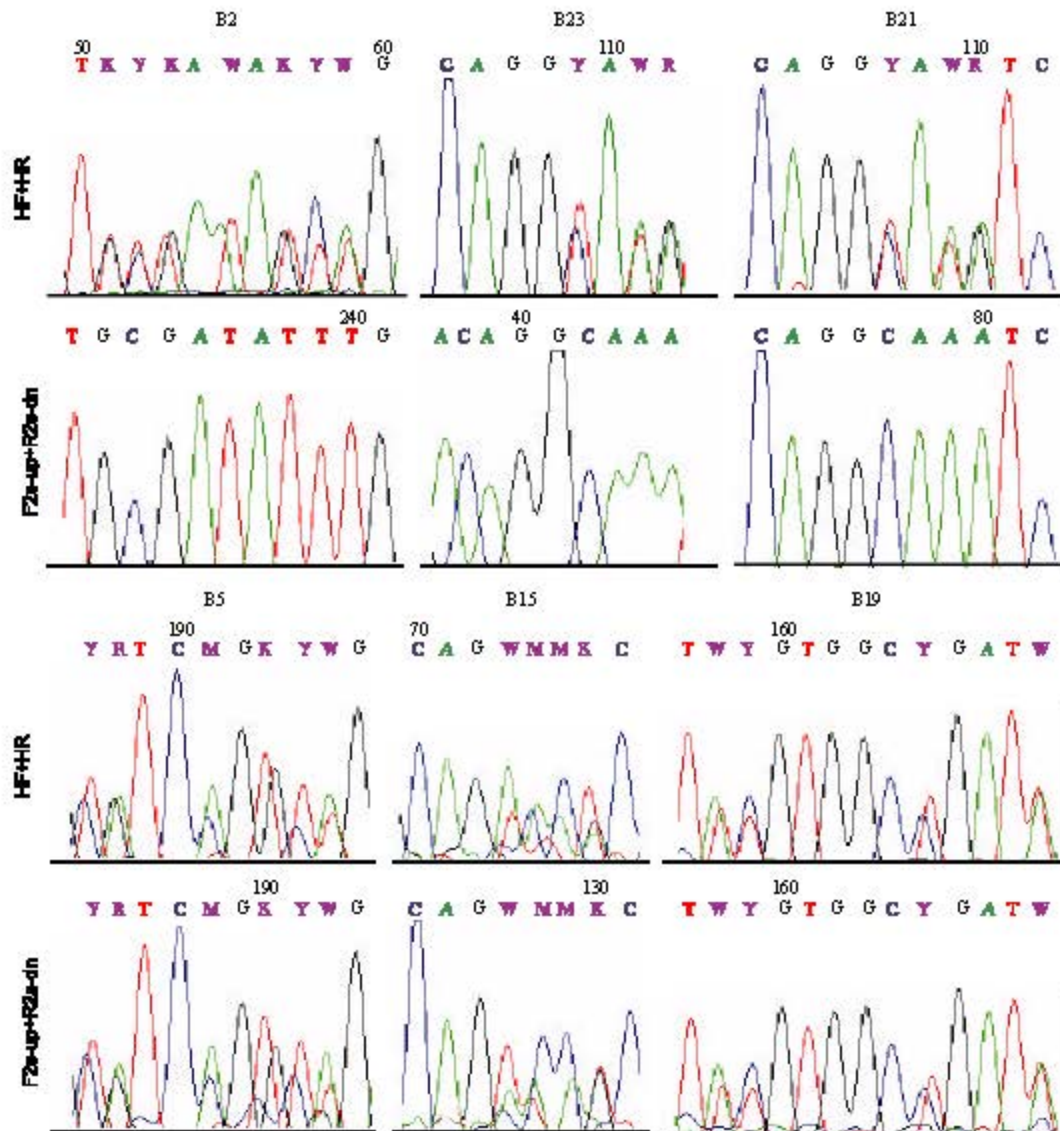 B2 B23 B21
50 60 110 110
T K Y K A W A K Y W G C A G G Y A W R C A G G Y A W R T C
HF+HR
240 40 80
T G C G A T A T T T G A C A G G C A A A C A G G C A A A T C
B5 B15 B19
190 70 160
Y R T C M G K Y W G C A G W M M K C T W Y G T G G C Y G A T W
HF+HR
190 130 160
Y R T C M G K Y W G C A G W M M K C T W Y G T G G C Y G A T W